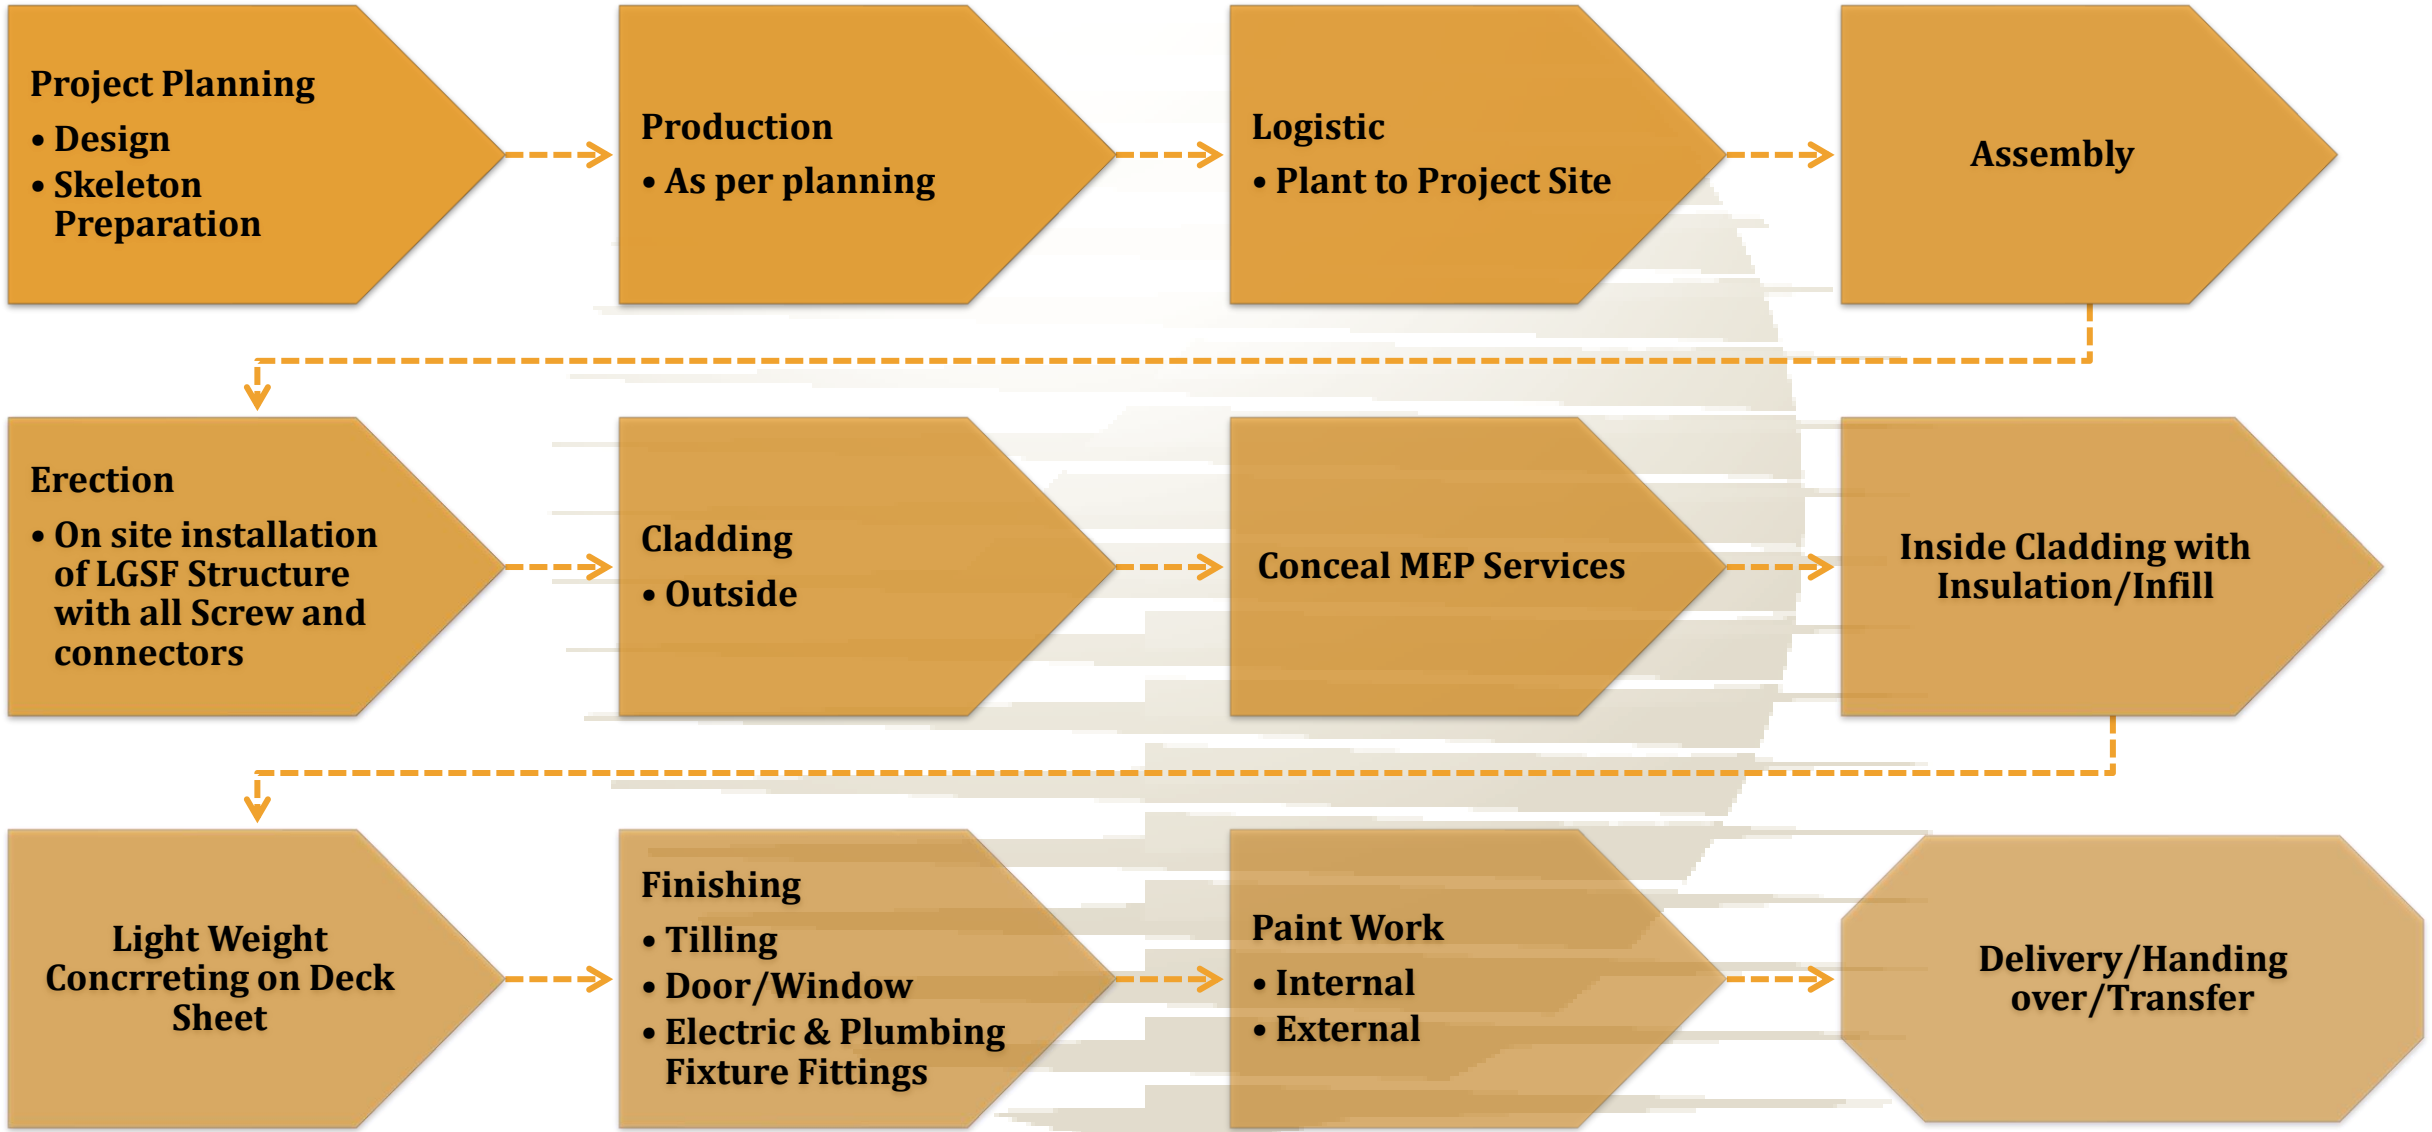 Project Planning
• Design
• Skeleton
Preparation
Production
• As per planning
Logistic
• Plant to Project Site
Assembly
Erection
• On site installation
of LGSF Structure
with all Screw and
connectors
Cladding
• Outside
Conceal MEP Services
Inside Cladding with
Insulation/Infill
Light Weight
Concrreting on Deck
Sheet
Finishing
• Tilling
• Door/Window
• Electric & Plumbing
Fixture Fittings
Paint Work
• Internal
• External
Delivery/Handing
over/Transfer